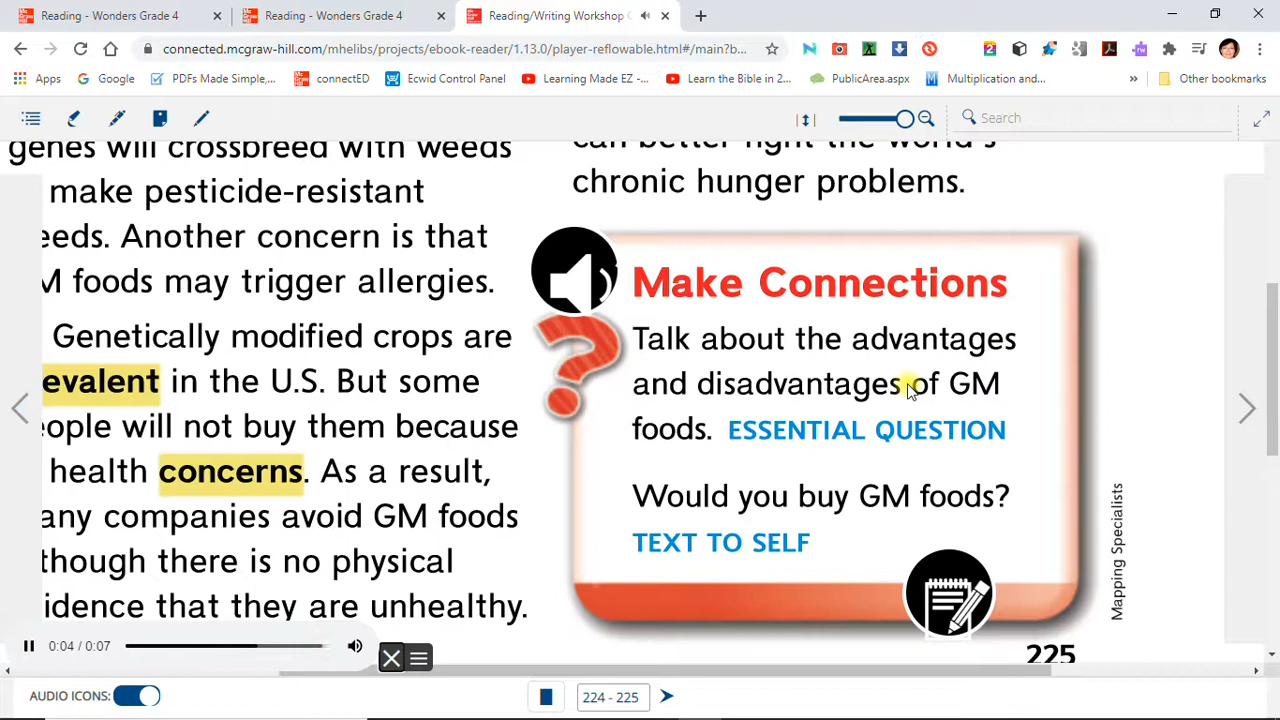 Reading - Wonders Grade 4
Reading - Wonders Grade 4
Reading/Writing Workshop
connected.mcgraw-hill.com/mhelibs/projects/ebook-reader/1.13.0/player-reflowable.html#/main?b...
Apps
Google
PDFs Made Simple,...
connectED
Ecwid Control Panel
Learning Made EZ -...
Learn the Bible in 2...
PublicArea.aspx
Multiplication and...
»
Other bookmarks
Search
genes will crossbreed with weeds
make pesticide-resistant
eeds. Another concern is that
M foods may trigger allergies.
Genetically modified crops are
evalent in the U.S. But some
eople will not buy them because
health concerns. As a result,
any companies avoid GM foods
though there is no physical
idence that they are unhealthy.
can better fight the world's
chronic hunger problems.
Make Connections
?
Talk about the advantages
and disadvantages of GM
foods. ESSENTIAL QUESTION
Would you buy GM foods?
TEXT TO SELF
Mapping Specialists
225
0:04 / 0:07
AUDIO ICONS:
224 - 225